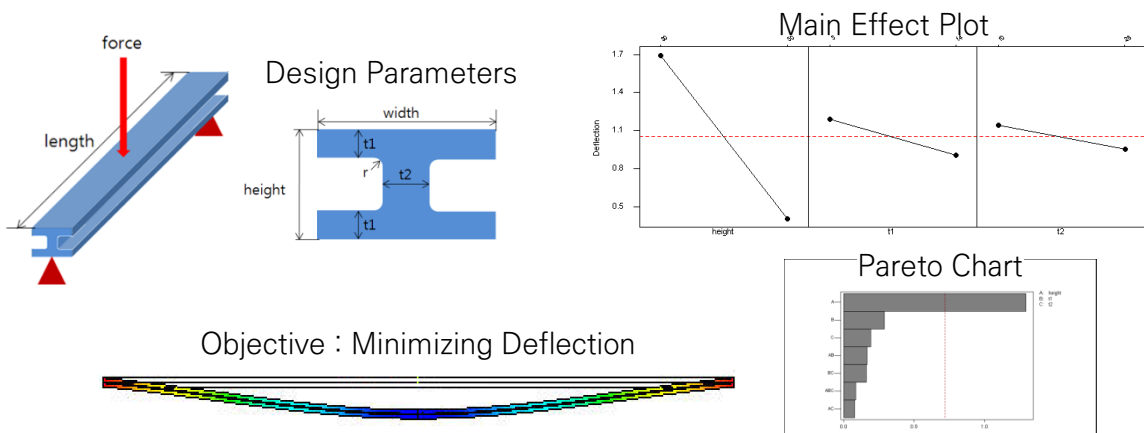 force
length
Design Parameters
width
t1
r
t2
height
t1
Main Effect Plot
1.7
1.4
1.1
0.8
0.5
Deflection
height
t1
t2
Objective : Minimizing Deflection
Pareto Chart
A
B
C
AB
BC
ABC
AC
0.0
0.5
1.0
A: height
B: t1
C: t2